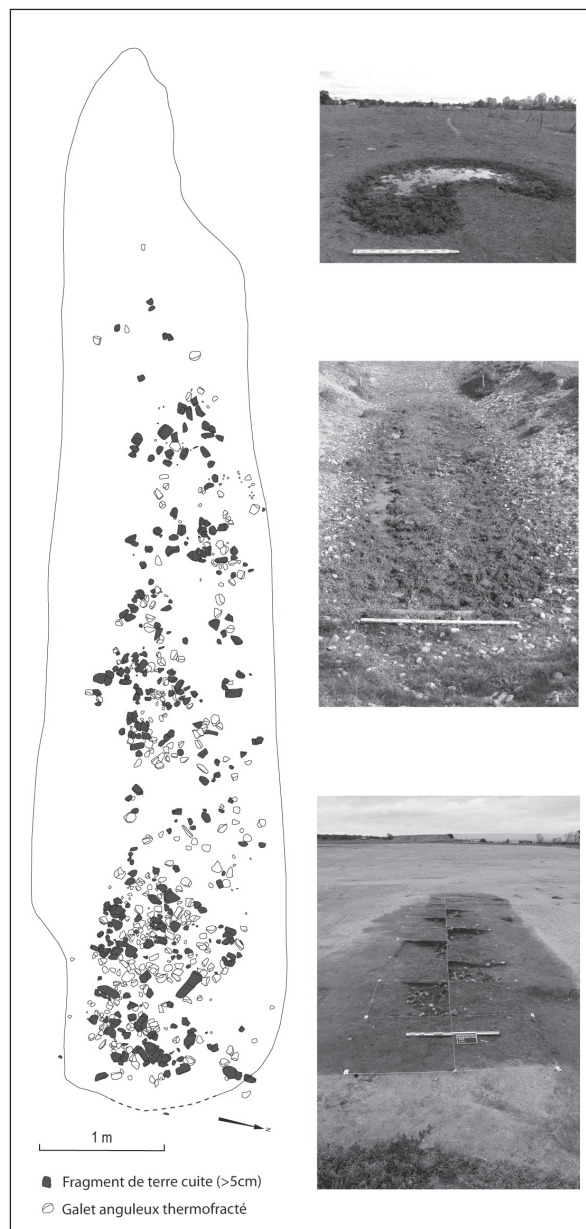 N
1 m
Fragment de terre cuite (>5cm)
Galet anguleux thermofracté